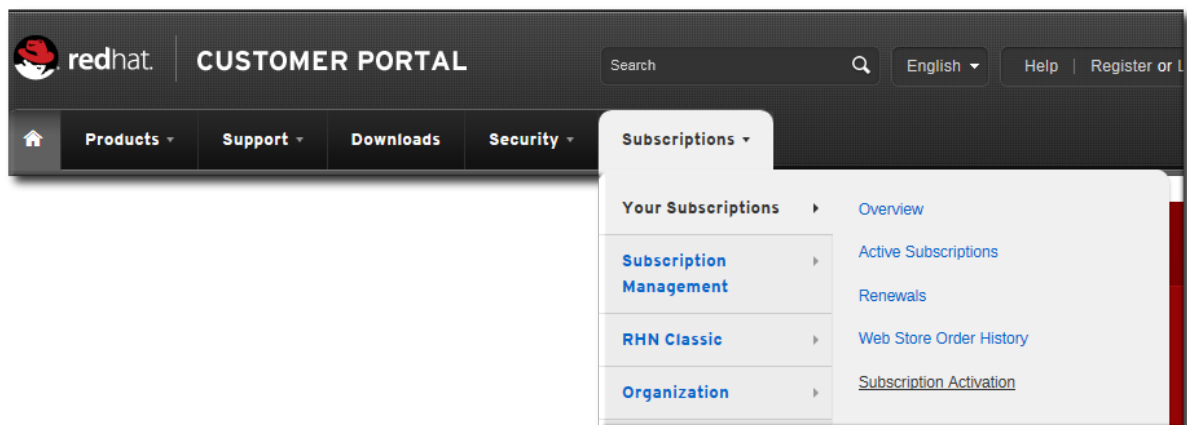 redhat. CUSTOMER PORTAL
Search
English
Help | Register or L
Products
Support
Downloads
Security
Subscriptions
Your Subscriptions
Subscription
Management
RHN Classic
Organization
Overview
Active Subscriptions
Renewals
Web Store Order History
Subscription Activation